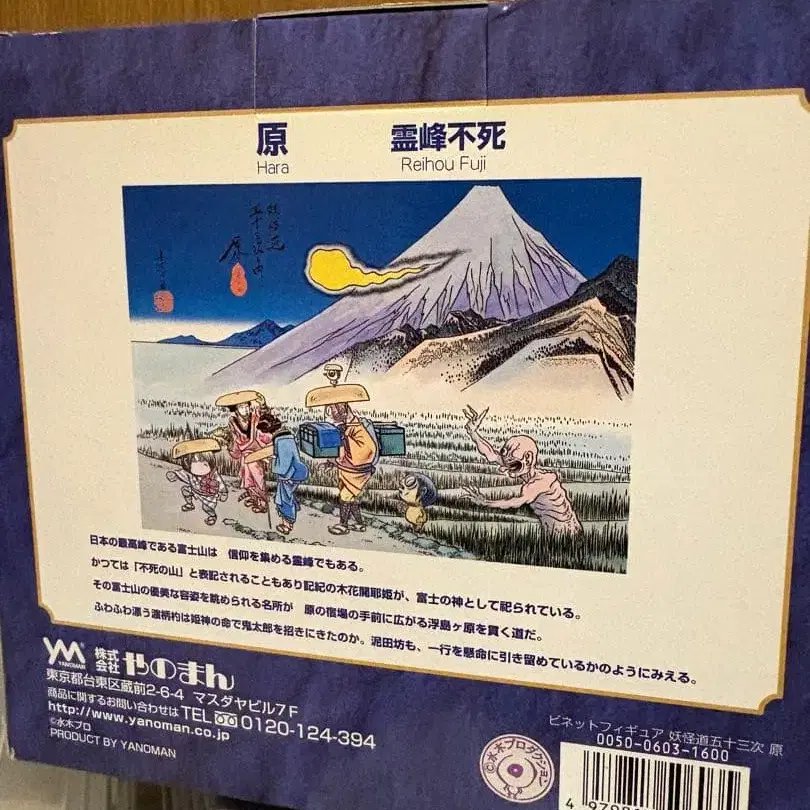 原 霊峰不死
Hara Reihou Fuji
日本の最高峰である富士山は 信仰を集める霊峰でもある。
かつては「不死の山」と表記されることもあり記紀の木花開耶姫が、富士の神として祀られている。
その富士山の優美な容姿を眺められる名所が 原の宿場の手前に広がる浮島ヶ原を貫く道だ。
ふわふわ漂う渡柄杓は姫神の命で鬼太郎を招きにきたのか。泥田坊も、一行を懸命に引き留めているかのようにみえる。
YM YANOMAN 株式会社 やのまん
東京都台東区蔵前2-6-4 マスダヤビル7F
商品に関するお問い合わせは TEL 0120-124-394
http://www.yanoman.co.jp
©水木プロ
PRODUCT BY YANOMAN
©水木プロダクション
ビネットフィギュア 妖怪道五十三次 原
0050-0603-1600